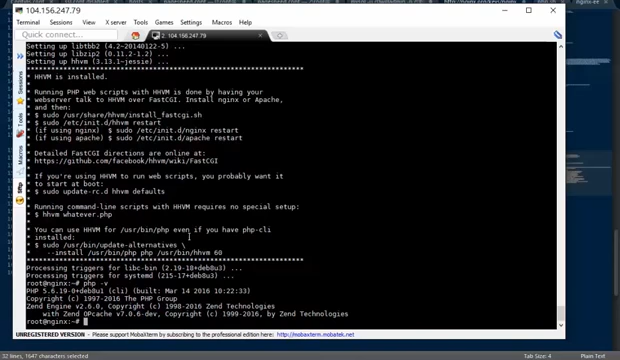 104.156.247.79
Terminal Sessions View X server Tools Games Settings Macros Help
Quick connect...
2. 104.156.247.79
Setting up libtbb2 (4.2~20140122-5) ...
Setting up libzip2 (0.11.2-1.2) ...
Setting up hhvm (3.13.1~jessie) ...
********************************************************************
* HHVM is installed.
*
* Running PHP web scripts with HHVM is done by having your
* webserver talk to HHVM over FastCGI. Install nginx or Apache,
* and then:
* $ sudo /usr/share/hhvm/install_fastcgi.sh
* $ sudo /etc/init.d/hhvm restart
* (if using nginx) $ sudo /etc/init.d/nginx restart
* (if using apache) $ sudo /etc/init.d/apache restart
*
* Detailed FastCGI directions are online at:
* https://github.com/facebook/hhvm/wiki/FastCGI
*
* If you're using HHVM to run web scripts, you probably want it
* to start at boot:
* $ sudo update-rc.d hhvm defaults
*
* Running command-line scripts with HHVM requires no special setup:
* $ hhvm whatever.php
*
* You can use HHVM for /usr/bin/php even if you have php-cli
* installed:
* $ sudo /usr/bin/update-alternatives \
* --install /usr/bin/php php /usr/bin/hhvm 60
********************************************************************
Processing triggers for libc-bin (2.19-18+deb8u3) ...
Processing triggers for systemd (215-17+deb8u3) ...
root@nginx:~# php -v
PHP 5.6.19-0+deb8u1 (cli) (built: Mar 14 2016 10:23:33)
Copyright (c) 1997-2016 The PHP Group
Zend Engine v2.6.0, Copyright (c) 1998-2016 Zend Technologies
with Zend OPcache v7.0.6-dev, Copyright (c) 1999-2016, by Zend Technologies
root@nginx:~#
Sessions
Tools
Macros
Sftp
UNREGISTERED VERSION - Please support MobaXterm by subscribing to the professional edition here: http://mobaxterm.mobatek.net
32 lines, 1647 characters selected
Tab Size: 4
Plain Text